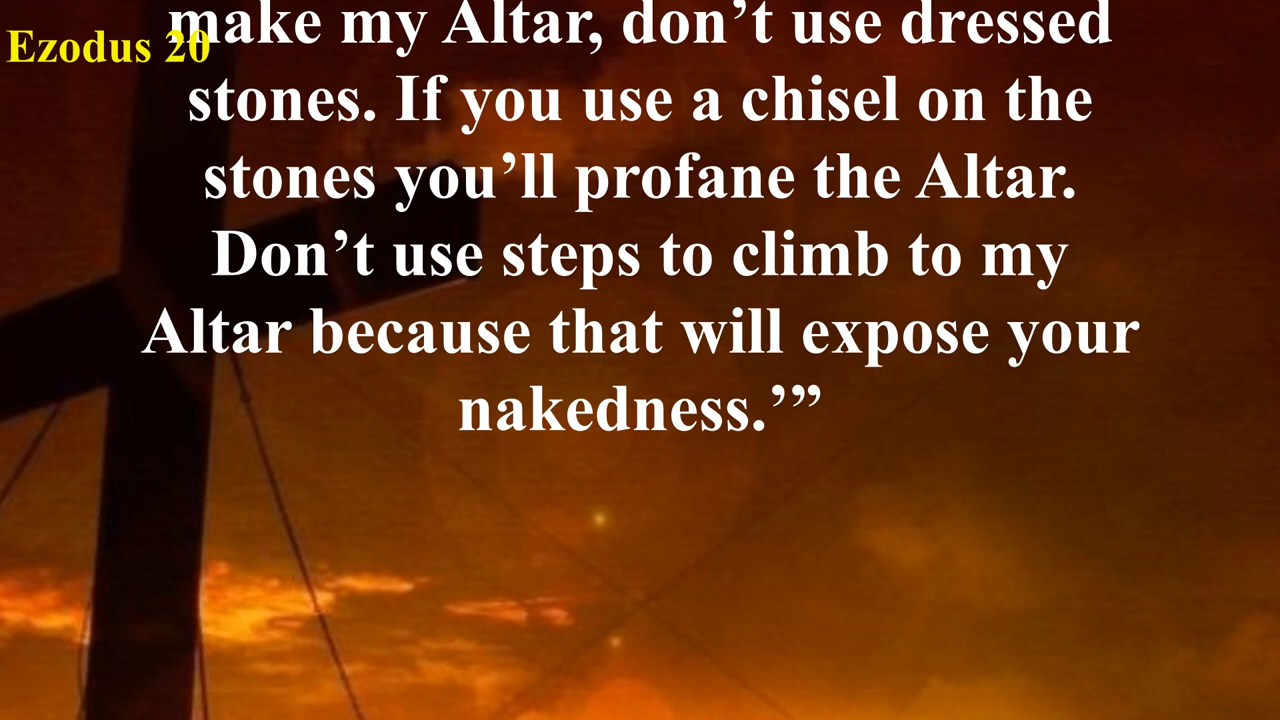 Ezodus 20
make my Altar, don’t use dressed
stones. If you use a chisel on the
stones you’ll profane the Altar.
Don’t use steps to climb to my
Altar because that will expose your
nakedness.’”